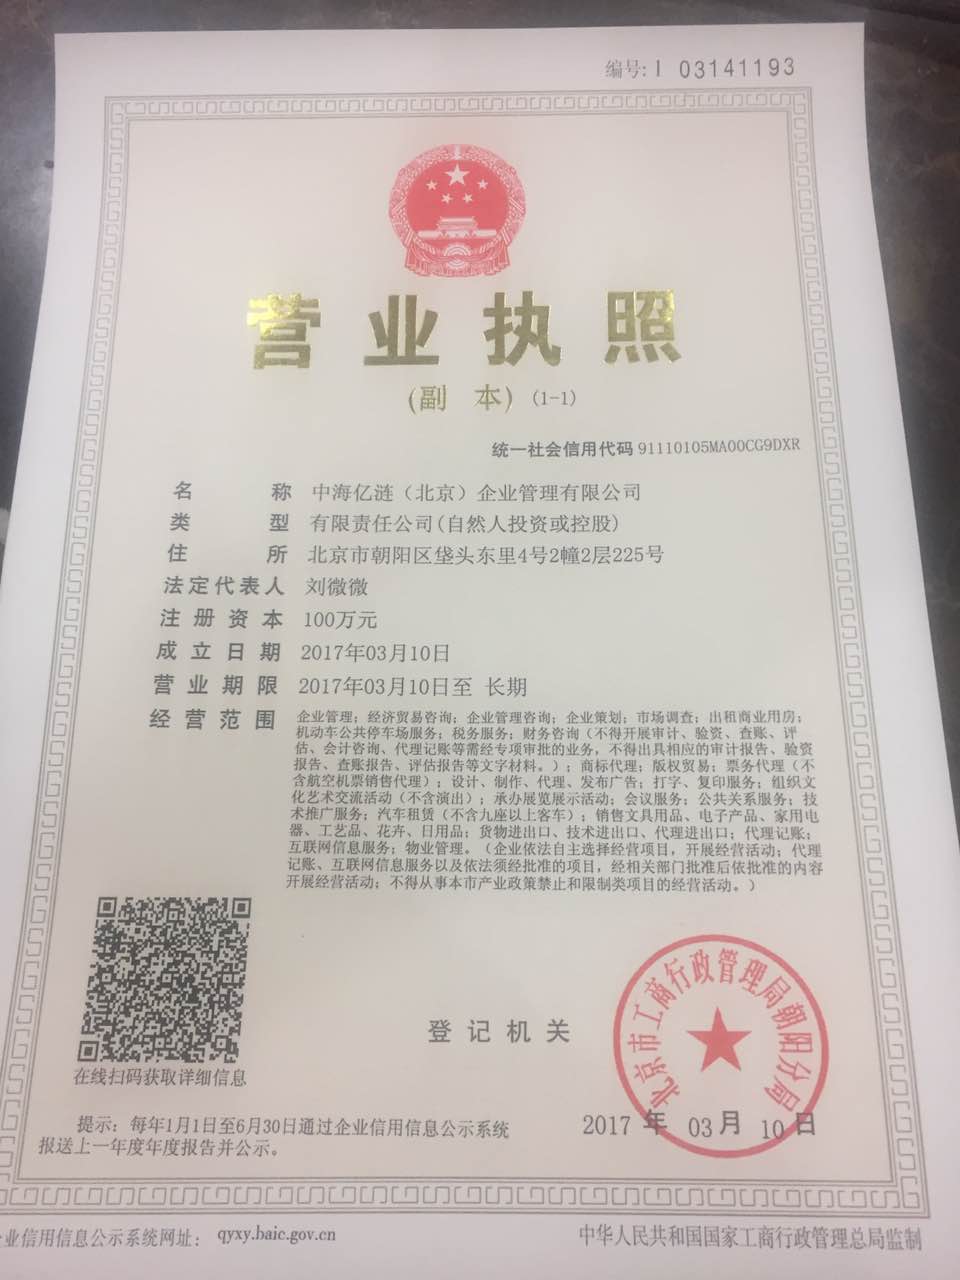 编号: I 03141193
营业执照
(副 本) (1-1)
统一社会信用代码 91110105MA00CG9DXR
名 称 中海亿涟（北京）企业管理有限公司
类 型 有限责任公司(自然人投资或控股)
住 所 北京市朝阳区垡头东里4号2幢2层225号
法定代表人 刘微微
注册资本 100万元
成立日期 2017年03月10日
营业期限 2017年03月10日至 长期
经营范围 企业管理；经济贸易咨询；企业管理咨询；企业策划；市场调查；出租商业用房；
机动车公共停车场服务；税务服务；财务咨询（不得开展审计、验资、查账、评
估、会计咨询、代理记账等需经专项审批的业务，不得出具相应的审计报告、验资
报告、查账报告、评估报告等文字材料。）；商标代理；版权贸易；票务代理（不
含航空机票销售代理）；设计、制作、代理、发布广告；打字、复印服务；组织文
化艺术交流活动（不含演出）；承办展览展示活动；会议服务；公共关系服务；技
术推广服务；汽车租赁（不含九座以上客车）；销售文具用品、电子产品、家用电
器、工艺品、花卉、日用品；货物进出口、技术进出口、代理进出口；代理记账；
互联网信息服务；物业管理。（企业依法自主选择经营项目，开展经营活动；代理
记账、互联网信息服务以及依法须经批准的项目，经相关部门批准后依批准的内容
开展经营活动；不得从事本市产业政策禁止和限制类项目的经营活动。）
在线扫码获取详细信息
登记机关
北京市工商行政管理局朝阳分局
2017 年 03 月 10 日
提示：每年1月1日至6月30日通过企业信用信息公示系统
报送上一年度年度报告并公示。
业信用信息公示系统网址： qyxy.baic.gov.cn
中华人民共和国国家工商行政管理总局监制